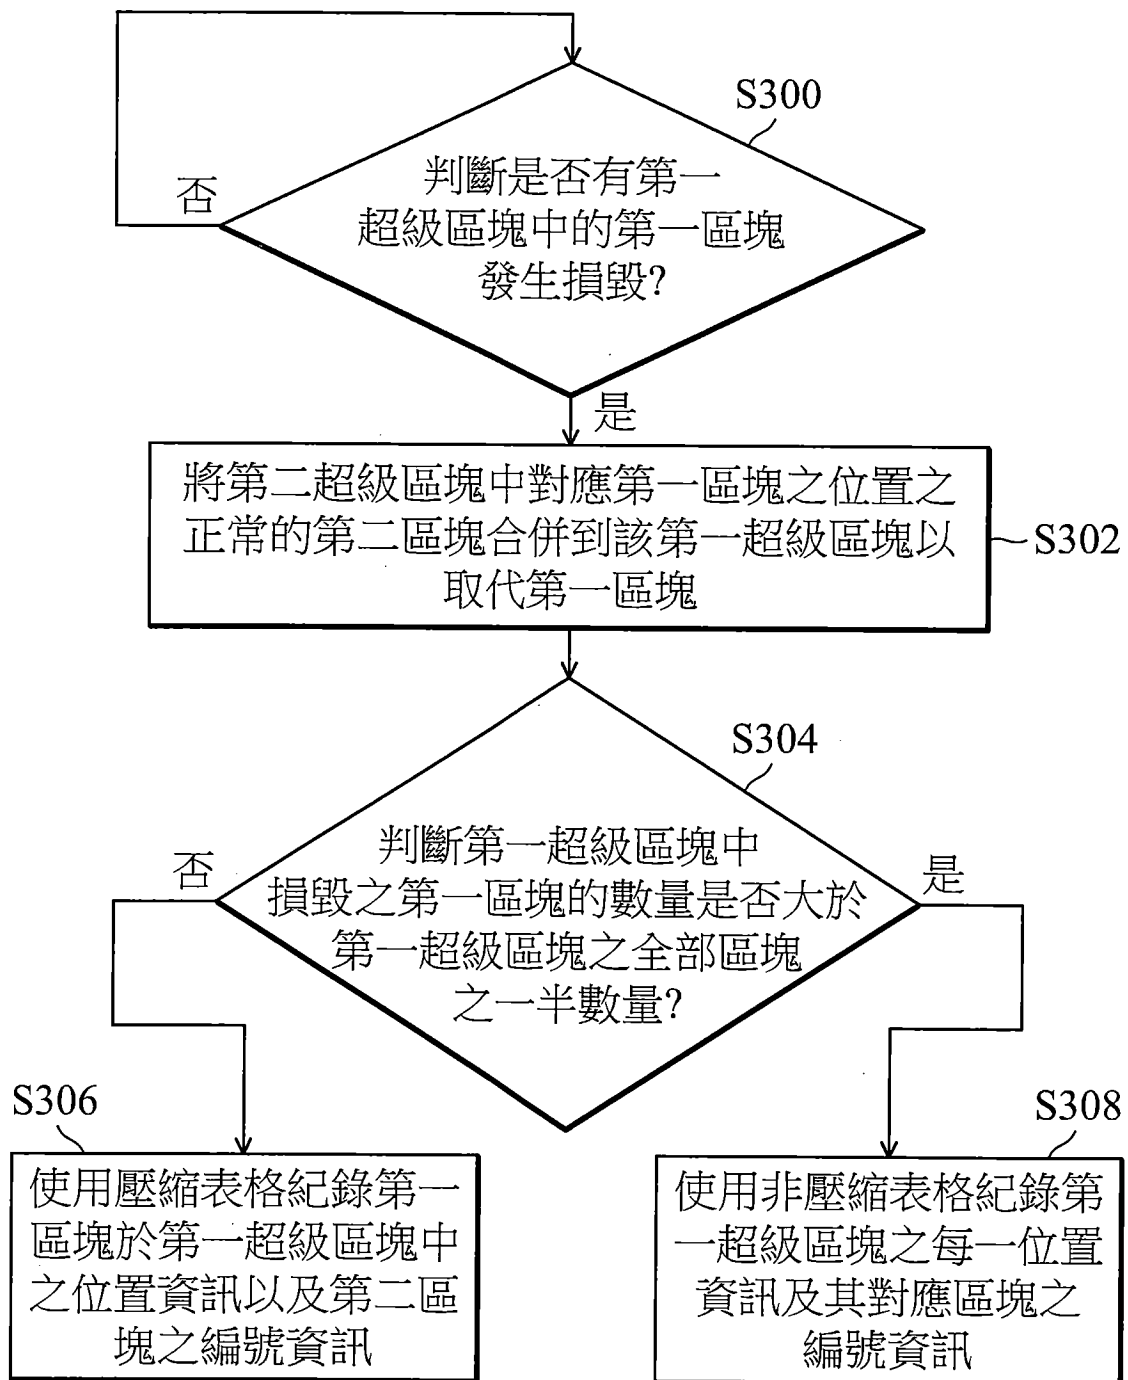 S300
否
判斷是否有第一
超級區塊中的第一區塊
發生損毀?
是
將第二超級區塊中對應第一區塊之位置之
正常的第二區塊合併到該第一超級區塊以
取代第一區塊
S302
S304
否
是
判斷第一超級區塊中
損毀之第一區塊的數量是否大於
第一超級區塊之全部區塊
之一半數量?
S306
使用壓縮表格紀錄第一
區塊於第一超級區塊中
之位置資訊以及第二區
塊之編號資訊
S308
使用非壓縮表格紀錄第
一超級區塊之每一位置
資訊及其對應區塊之
編號資訊